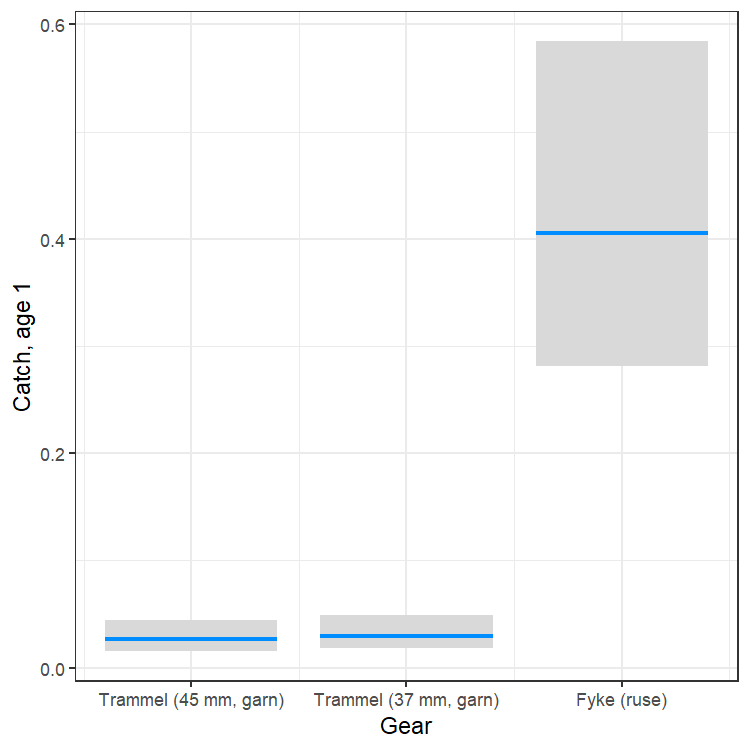 0.6
0.4
0.2
0.0
Catch, age 1
Trammel (45 mm, garn) Trammel (37 mm, garn) Fyke (ruse)
Gear